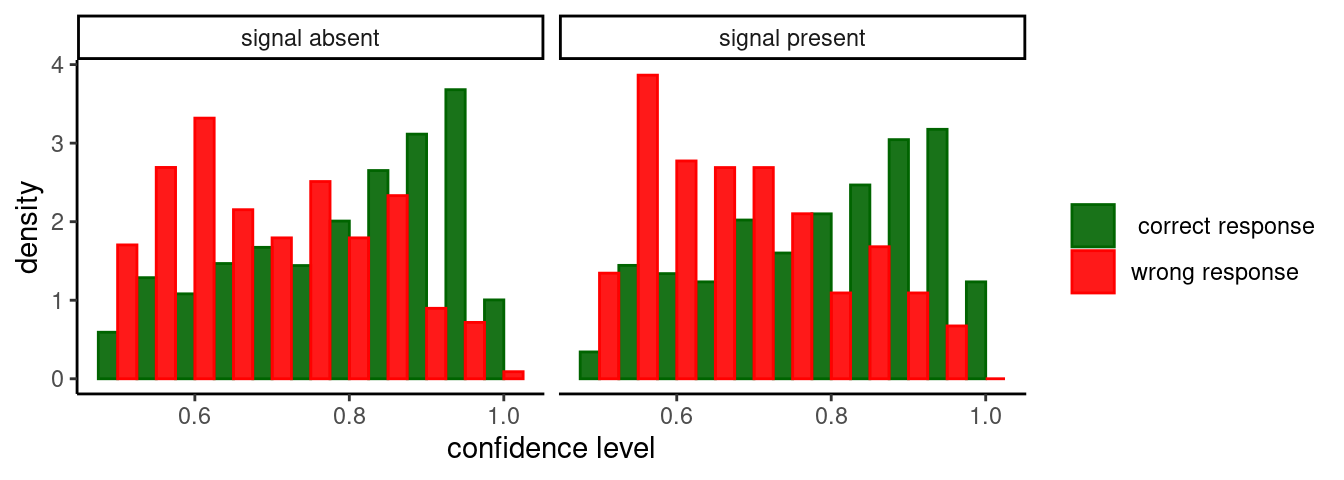 signal absent
signal present
4
3
2
1
0
density
0.6
0.8
1.0
0.6
0.8
1.0
confidence level
correct response
wrong response